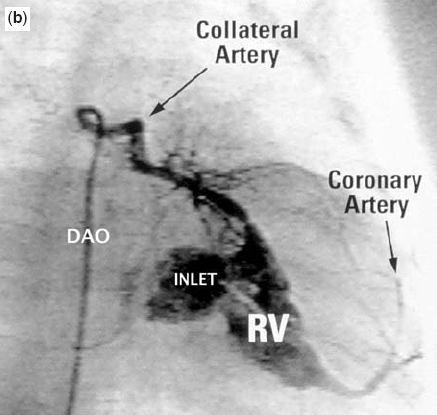 (b)
Collateral
Artery
Coronary
Artery
DAO
INLET
RV